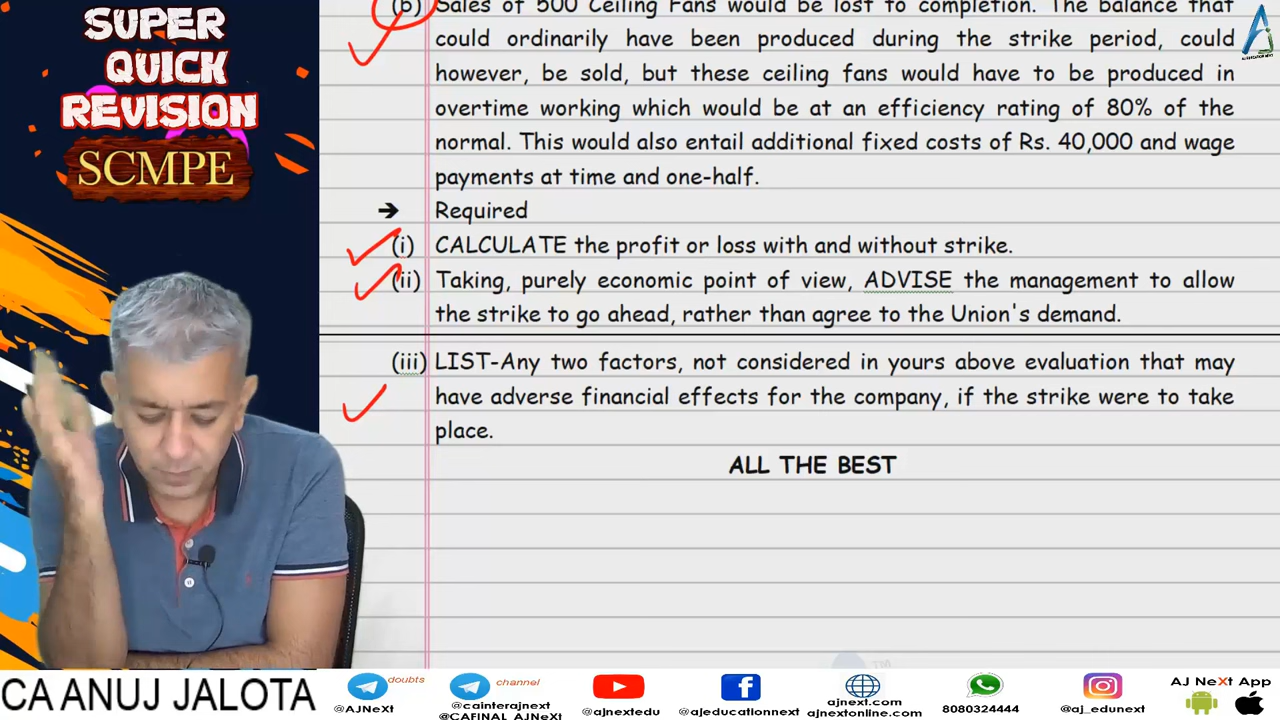 SUPER
QUICK
REVISION
SCMPE
(b) Sales of 500 Ceiling Fans would be lost to completion. The balance that
could ordinarily have been produced during the strike period, could
however, be sold, but these ceiling fans would have to be produced in
overtime working which would be at an efficiency rating of 80% of the
normal. This would also entail additional fixed costs of Rs. 40,000 and wage
payments at time and one-half.
➔ Required
(i) CALCULATE the profit or loss with and without strike.
(ii) Taking, purely economic point of view, ADVISE the management to allow
the strike to go ahead, rather than agree to the Union's demand.
(iii) LIST-Any two factors, not considered in yours above evaluation that may
have adverse financial effects for the company, if the strike were to take
place.
ALL THE BEST
CA ANUJ JALOTA
doubts
@AJNeXt
channel
@cainterajnext
@CAFINAL_AJNeXt
@ajnextedu
@ajeducationnext
ajnext.com
ajnextonline.com
8080324444
@aj_edunext
AJ NeXt App